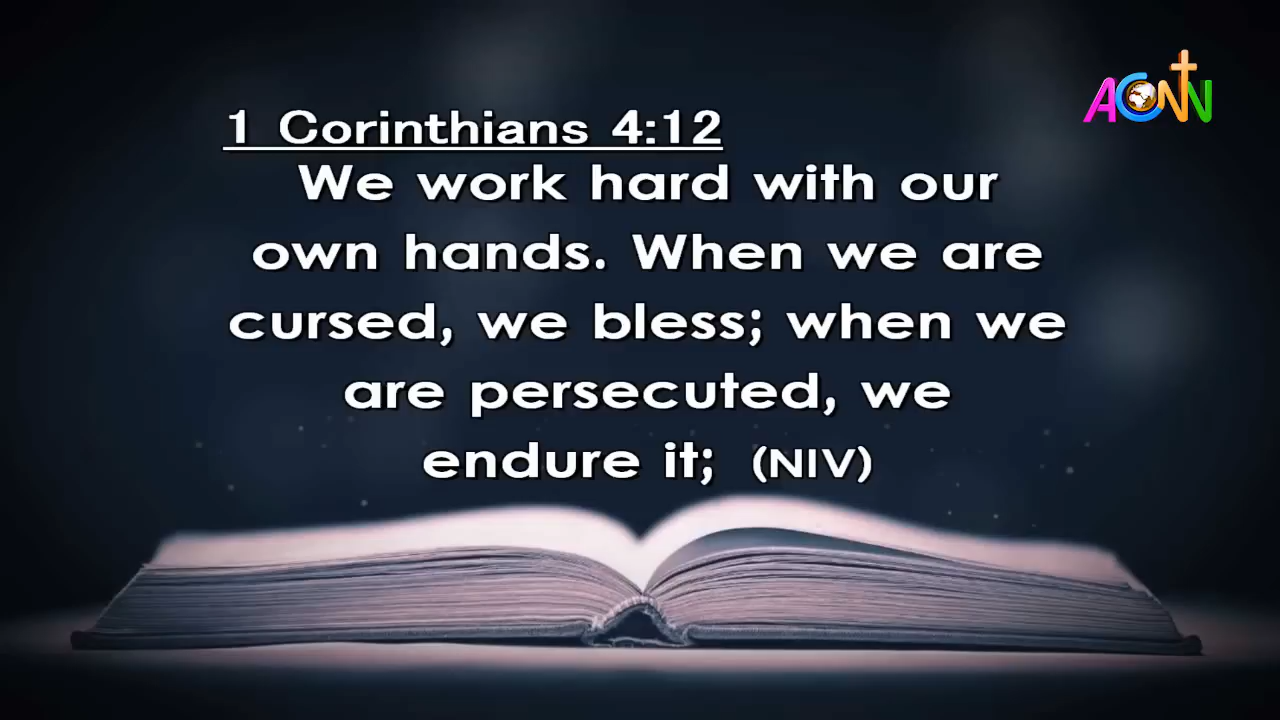 ACNN
1 Corinthians 4:12
We work hard with our
own hands. When we are
cursed, we bless; when we
are persecuted, we
endure it; (NIV)